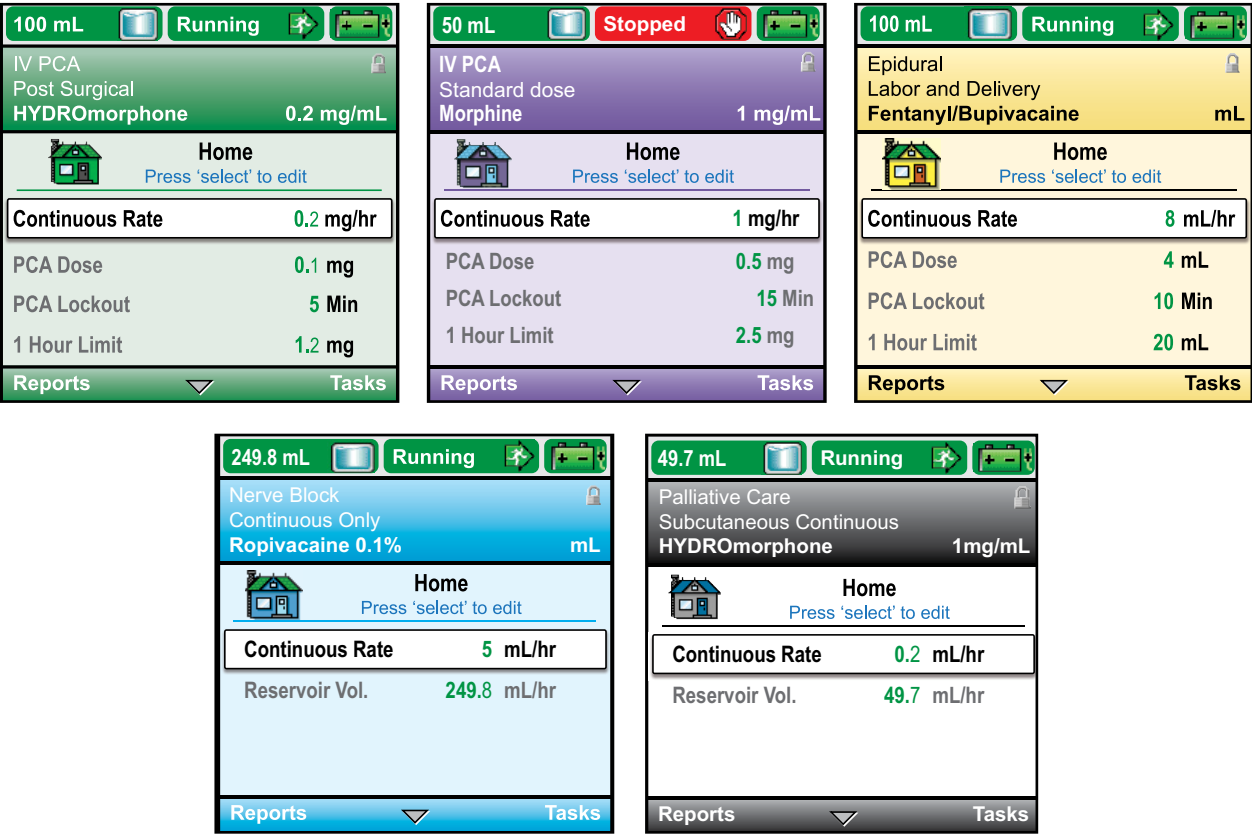 100 mL Running
IV PCA
Post Surgical
HYDROmorphone 0.2 mg/mL
Home
Press ‘select’ to edit
Continuous Rate 0.2 mg/hr
PCA Dose 0.1 mg
PCA Lockout 5 Min
1 Hour Limit 1.2 mg
Reports Tasks
50 mL Stopped
IV PCA
Standard dose
Morphine 1 mg/mL
Home
Press ‘select’ to edit
Continuous Rate 1 mg/hr
PCA Dose 0.5 mg
PCA Lockout 15 Min
1 Hour Limit 2.5 mg
Reports Tasks
100 mL Running
Epidural
Labor and Delivery
Fentanyl/Bupivacaine mL
Home
Press ‘select’ to edit
Continuous Rate 8 mL/hr
PCA Dose 4 mL
PCA Lockout 10 Min
1 Hour Limit 20 mL
Reports Tasks
249.8 mL Running
Nerve Block
Continuous Only
Ropivacaine 0.1% mL
Home
Press ‘select’ to edit
Continuous Rate 5 mL/hr
Reservoir Vol. 249.8 mL/hr
Reports Tasks
49.7 mL Running
Palliative Care
Subcutaneous Continuous
HYDROmorphone 1mg/mL
Home
Press ‘select’ to edit
Continuous Rate 0.2 mL/hr
Reservoir Vol. 49.7 mL/hr
Reports Tasks